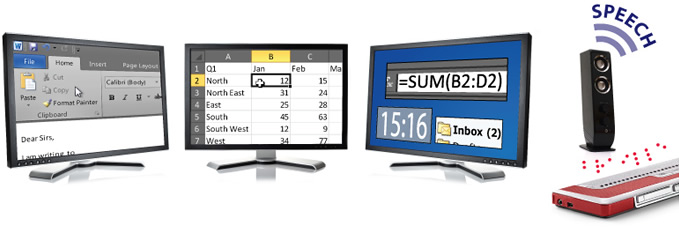 W
File Home Insert Page Layout
Paste
Cut
Copy
Format Painter
Clipboard
Calibri (Body)
B I U
Dear Sirs,
I am writing to
A B C
1 Q1 Jan Feb Ma
2 North 12 15
3 North East 31 24
4 East 25 28
5 South 45 63
6 South West 12 9
7 West 34 77
=SUM(B2:D2)
15:16
Inbox (2)
SPEECH